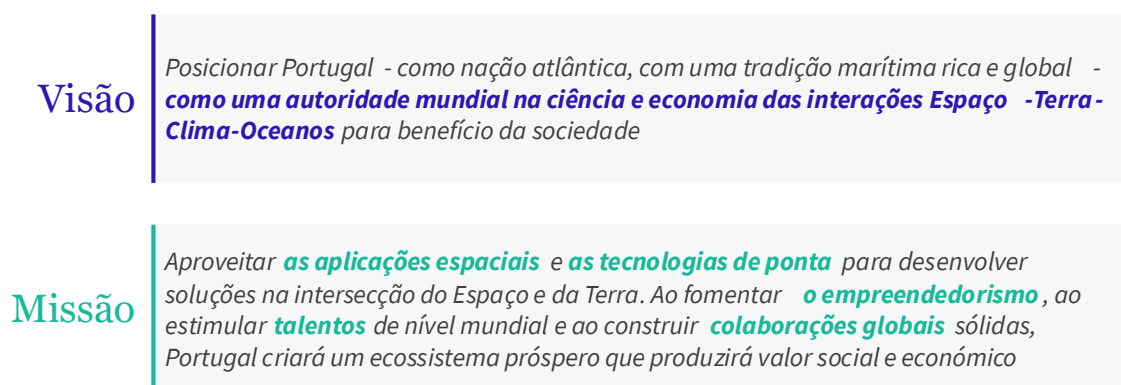 Visão
Posicionar Portugal - como nação atlântica, com uma tradição marítima rica e global -
como uma autoridade mundial na ciência e economia das interações Espaço -Terra-
Clima-Oceanos para benefício da sociedade
Missão
Aproveitar as aplicações espaciais e as tecnologias de ponta para desenvolver
soluções na intersecção do Espaço e da Terra. Ao fomentar o empreendedorismo, ao
estimular talentos de nível mundial e ao construir colaborações globais sólidas,
Portugal criará um ecossistema próspero que produzirá valor social e económico